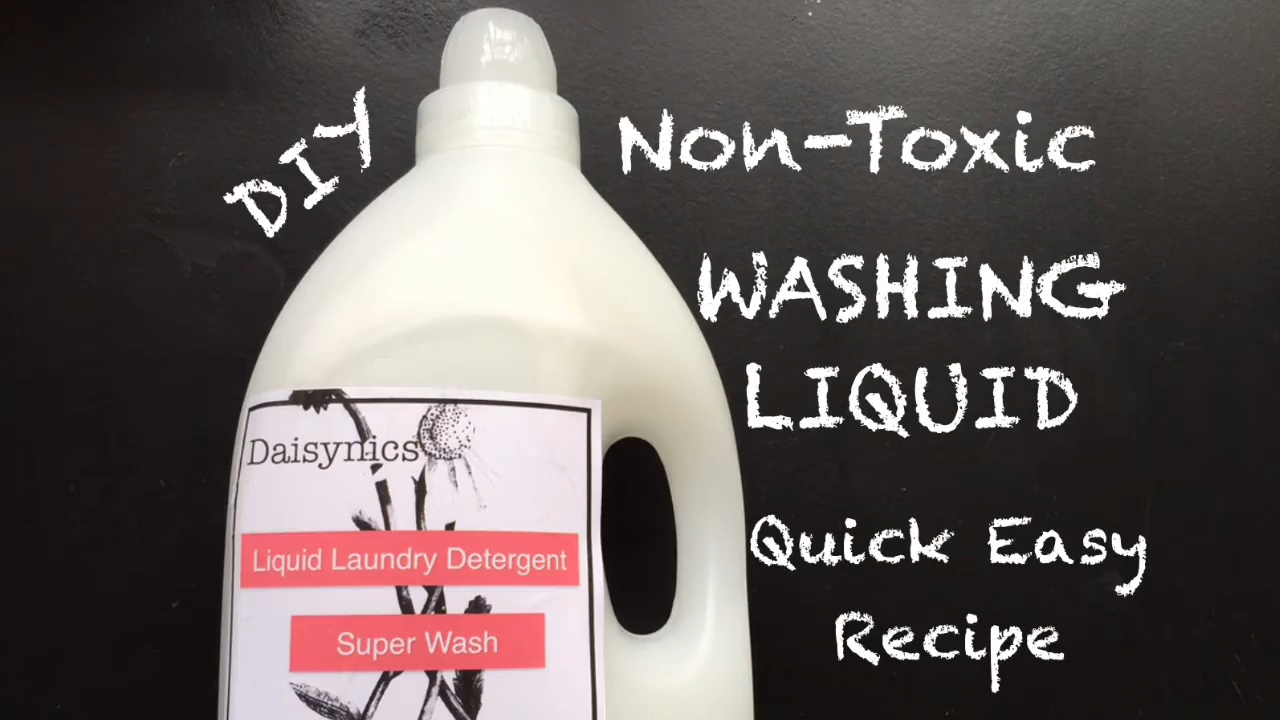 DIY
Non-Toxic
WASHING
LIQUID
Quick Easy
Recipe
Daisynics
Liquid Laundry Detergent
Super Wash